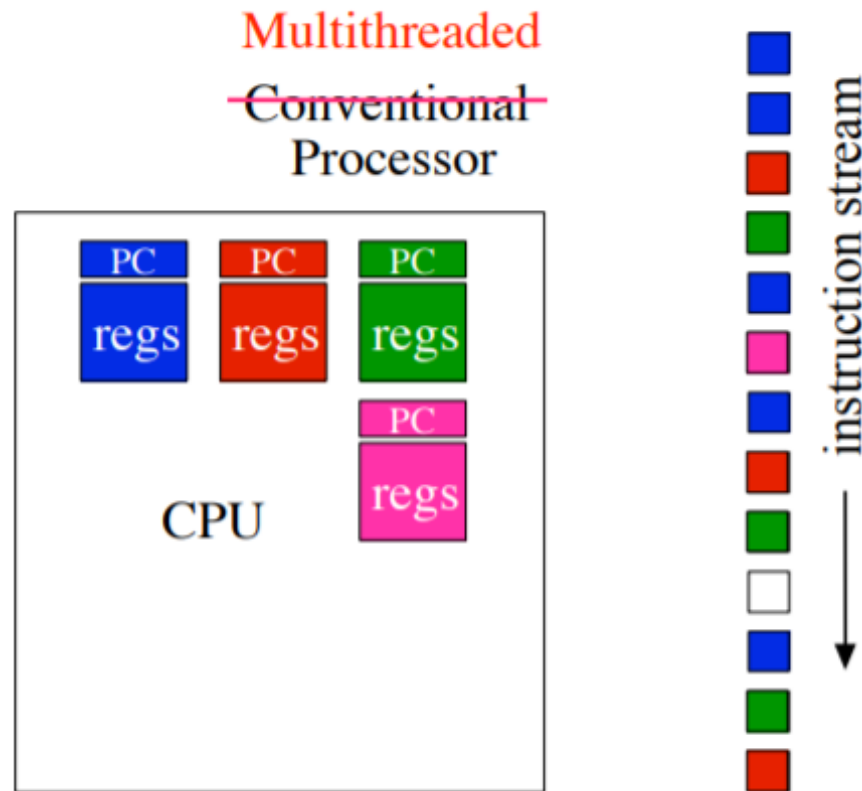 Multithreaded
Conventional
Processor
PC PC PC
regs regs regs
PC
regs
CPU
instruction stream